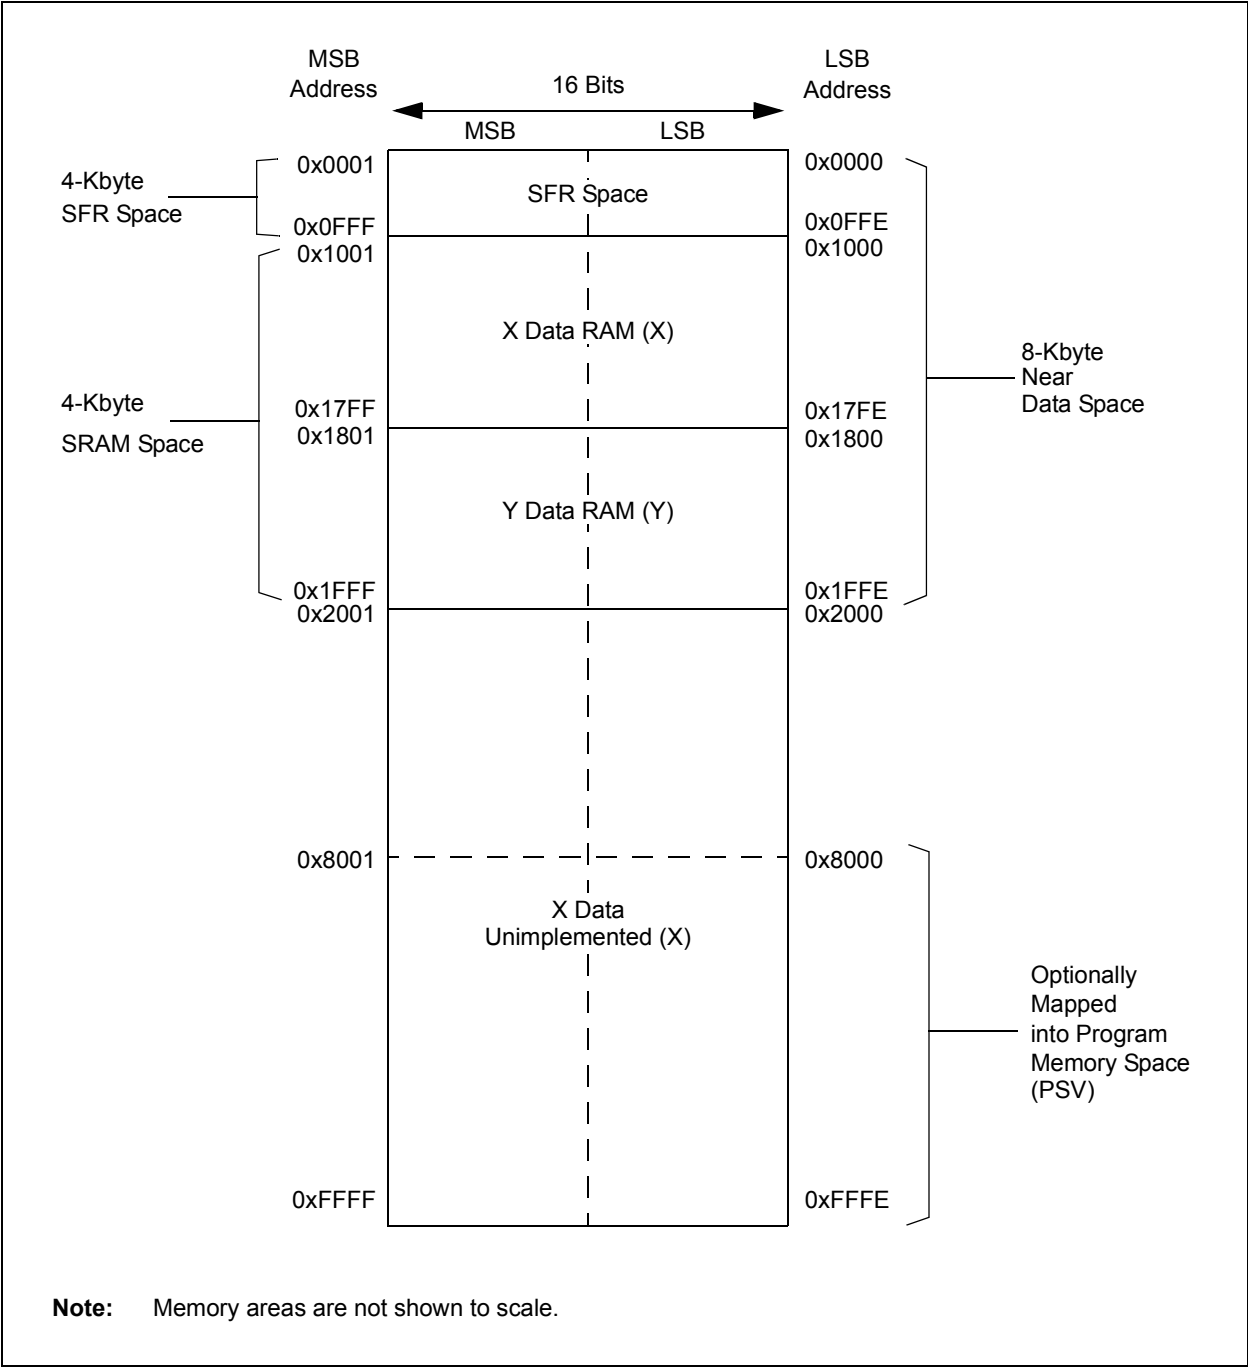 MSB
Address
16 Bits
LSB
Address
MSB
LSB
4-Kbyte
SFR Space
0x0001
0x0FFF
0x1001
SFR Space
0x0000
0x0FFE
0x1000
X Data RAM (X)
8-Kbyte
Near
Data Space
4-Kbyte
SRAM Space
0x17FF
0x1801
0x17FE
0x1800
Y Data RAM (Y)
0x1FFF
0x2001
0x1FFE
0x2000
0x8001
0x8000
X Data
Unimplemented (X)
Optionally
Mapped
into Program
Memory Space
(PSV)
0xFFFF
0xFFFE
Note: Memory areas are not shown to scale.